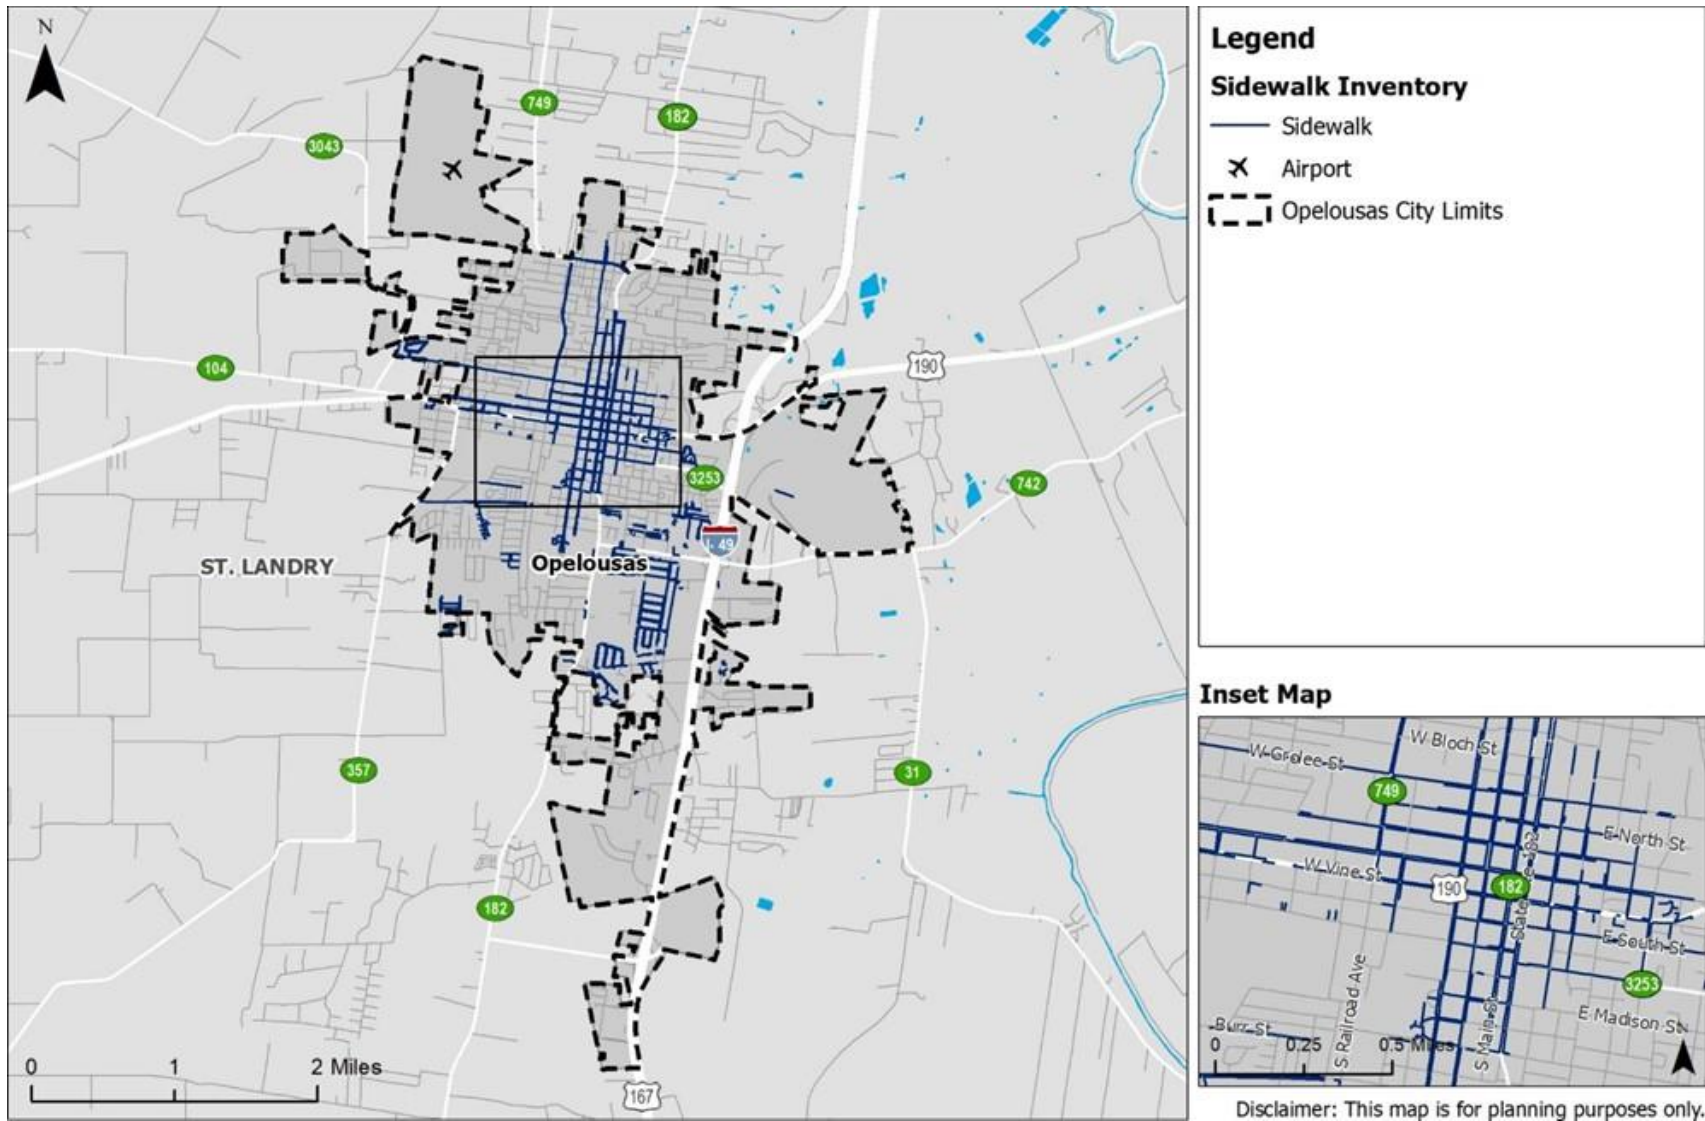 N
749
182
3043
190
104
3253
742
I- 49
ST. LANDRY
Opelousas
357
31
182
0 1 2 Miles
167
Legend
Sidewalk Inventory
Sidewalk
Airport
Opelousas City Limits
Inset Map
W Bloch St
W Grolee St
749
E North St
W Vine St
190
182
E South St
3253
E Madison St
Burr St
S Railroad Ave
S Main St
0 0.25 0.5 Miles
N
Disclaimer: This map is for planning purposes only.